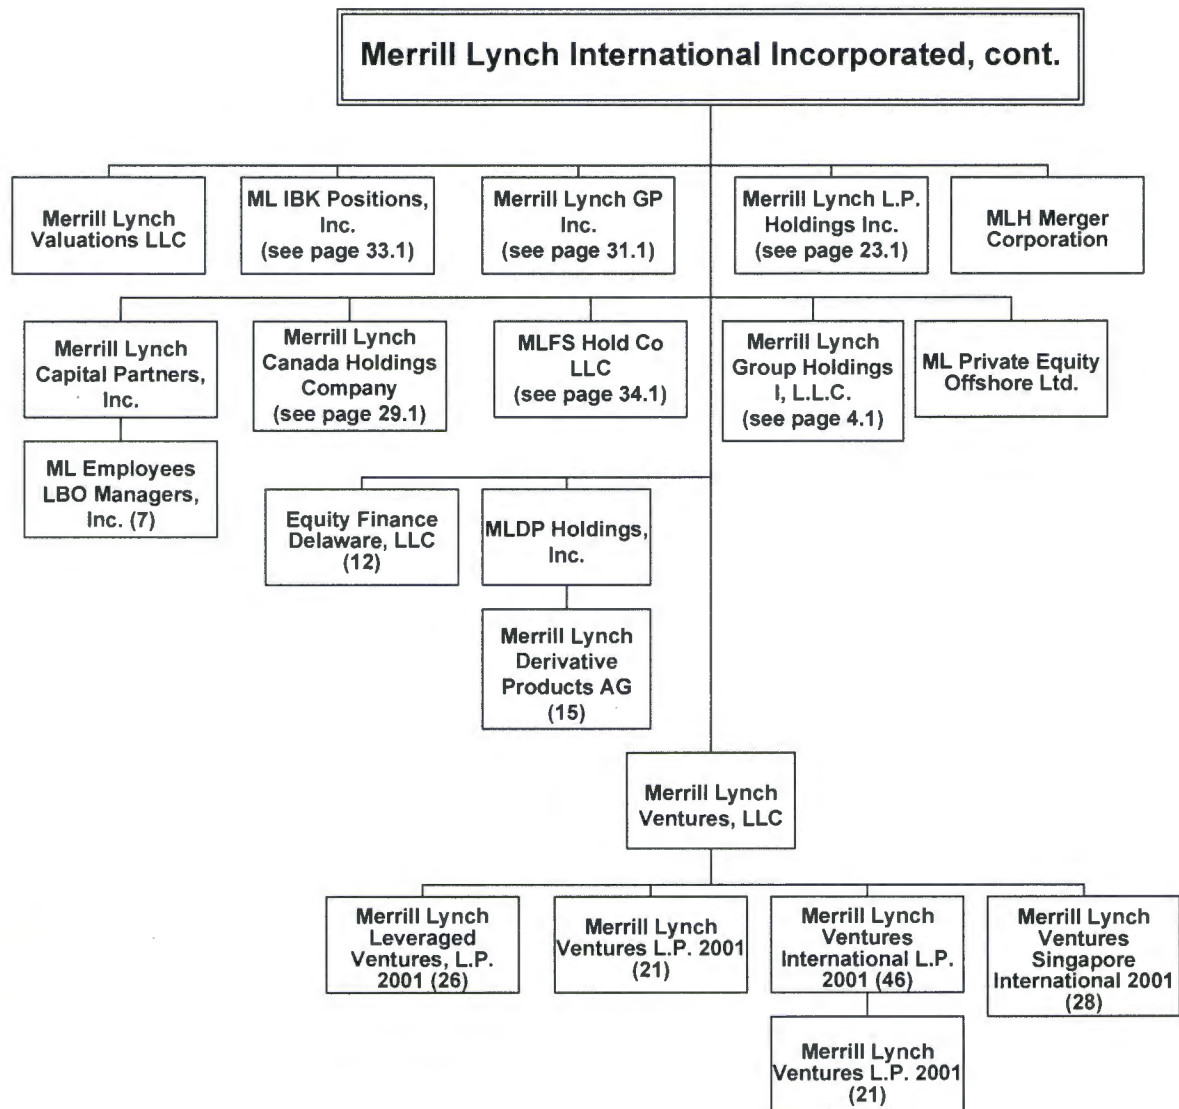 Merrill Lynch International Incorporated, cont.
Merrill Lynch
Valuations LLC
ML IBK Positions,
Inc.
(see page 33.1)
Merrill Lynch GP
Inc.
(see page 31.1)
Merrill Lynch L.P.
Holdings Inc.
(see page 23.1)
MLH Merger
Corporation
Merrill Lynch
Capital Partners,
Inc.
Merrill Lynch
Canada Holdings
Company
(see page 29.1)
MLFS Hold Co
LLC
(see page 34.1)
Merrill Lynch
Group Holdings
I, L.L.C.
(see page 4.1)
ML Private Equity
Offshore Ltd.
ML Employees
LBO Managers,
Inc. (7)
Equity Finance
Delaware, LLC
(12)
MLDP Holdings,
Inc.
Merrill Lynch
Derivative
Products AG
(15)
Merrill Lynch
Ventures, LLC
Merrill Lynch
Leveraged
Ventures, L.P.
2001 (26)
Merrill Lynch
Ventures L.P. 2001
(21)
Merrill Lynch
Ventures
International L.P.
2001 (46)
Merrill Lynch
Ventures
Singapore
International 2001
(28)
Merrill Lynch
Ventures L.P. 2001
(21)